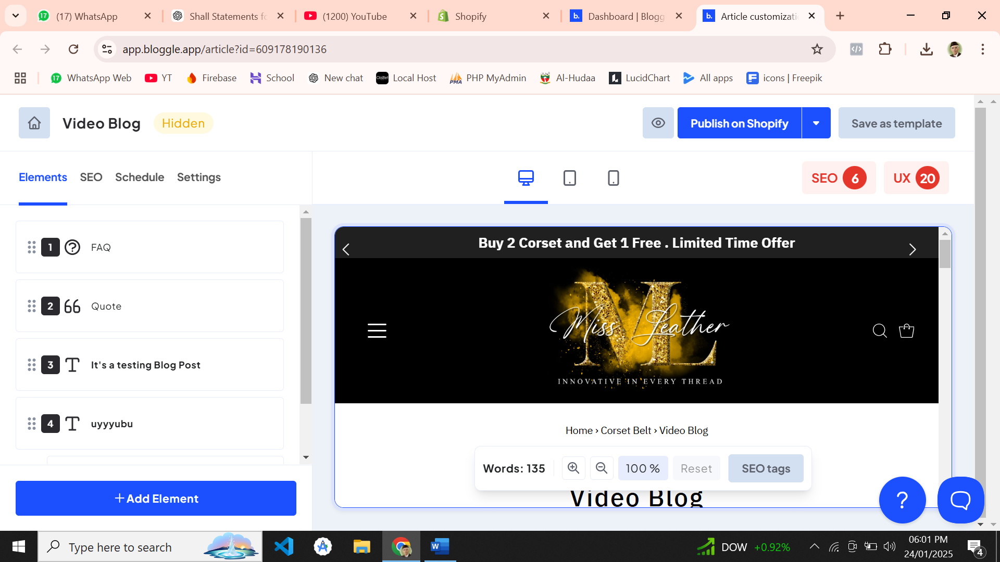 (17) WhatsApp
Shall Statements fo
(1200) YouTube
Shopify
Dashboard | Blogg
Article customizati
app.bloggle.app/article?id=609178190136
WhatsApp Web
YT
Firebase
School
New chat
Local Host
PHP MyAdmin
Al-Hudaa
LucidChart
All apps
icons | Freepik
Video Blog
Hidden
Publish on Shopify
Save as template
Elements
SEO
Schedule
Settings
SEO 6
UX 20
1 FAQ
2 Quote
3 It's a testing Blog Post
4 uyyyubu
+ Add Element
Buy 2 Corset and Get 1 Free . Limited Time Offer
ML
Miss Leather
INNOVATIVE IN EVERY THREAD
Home › Corset Belt › Video Blog
Words: 135
100 %
Reset
SEO tags
Video Blog
?
Type here to search
DOW +0.92%
06:01 PM
24/01/2025
4